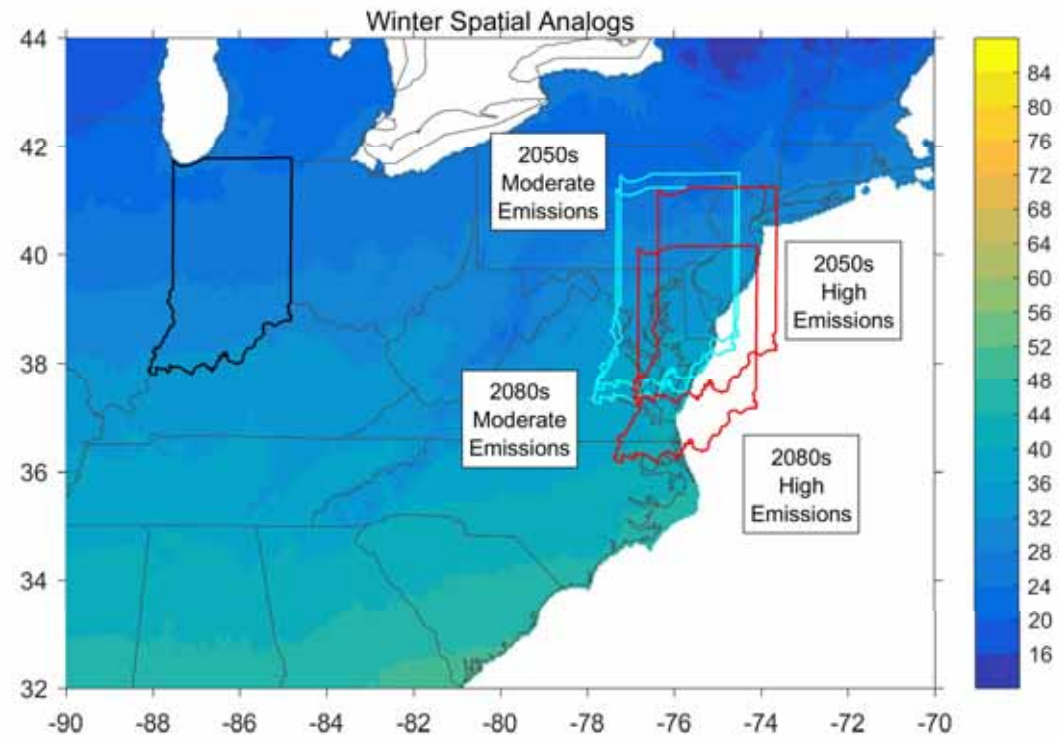 Winter Spatial Analogs
44
42
40
38
36
34
32
-90
-88
-86
-84
-82
-80
-78
-76
-74
-72
-70
2050s
Moderate
Emissions
2050s
High
Emissions
2080s
Moderate
Emissions
2080s
High
Emissions
84
80
76
72
68
64
60
56
52
48
44
40
36
32
28
24
20
16